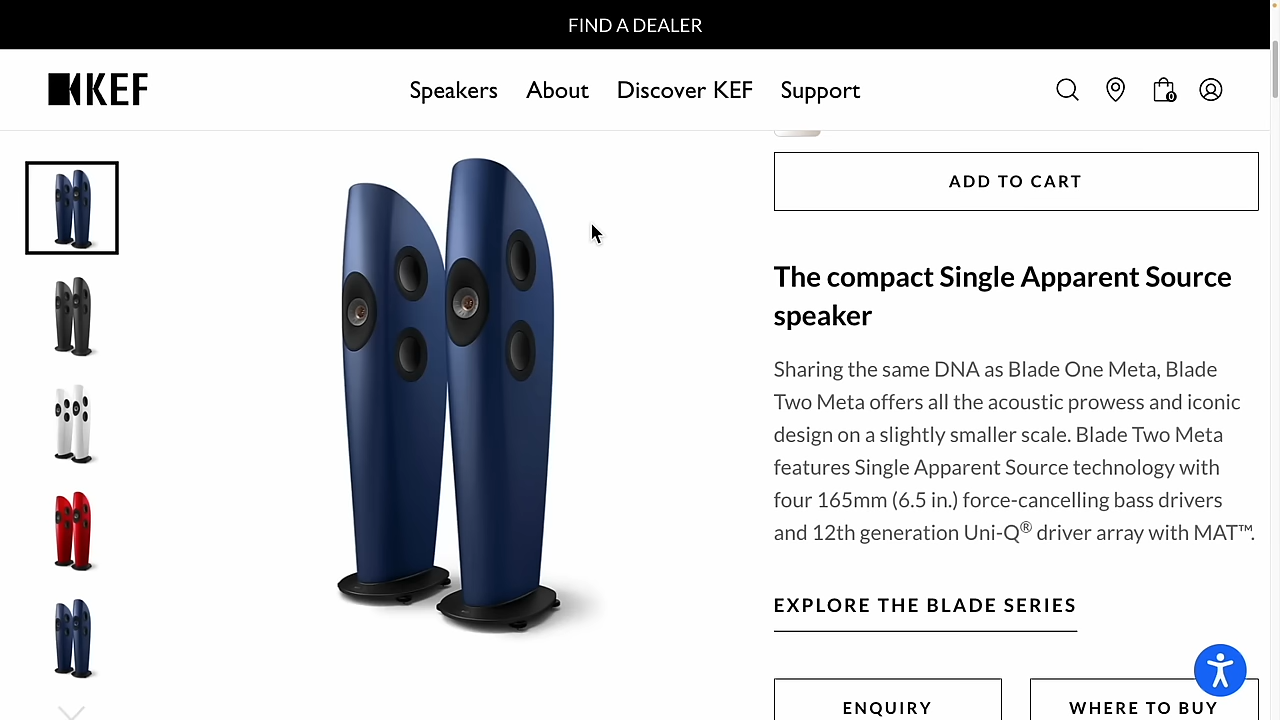 FIND A DEALER
KEF
Speakers About Discover KEF Support
0
ADD TO CART
The compact Single Apparent Source
speaker
Sharing the same DNA as Blade One Meta, Blade
Two Meta offers all the acoustic prowess and iconic
design on a slightly smaller scale. Blade Two Meta
features Single Apparent Source technology with
four 165mm (6.5 in.) force-cancelling bass drivers
and 12th generation Uni-Q® driver array with MAT™.
EXPLORE THE BLADE SERIES
ENQUIRY
WHERE TO BUY